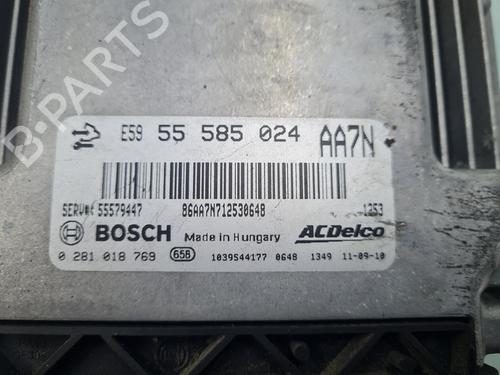 E59 55 585 024 AA7N
SERV#: 55579447 86AA7N712530648 1253
BOSCH Made in Hungary ACDelco
0 281 018 769 658 1039S44177 0648 1349 11-09-10
B-PARTS